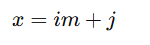 x = im + j